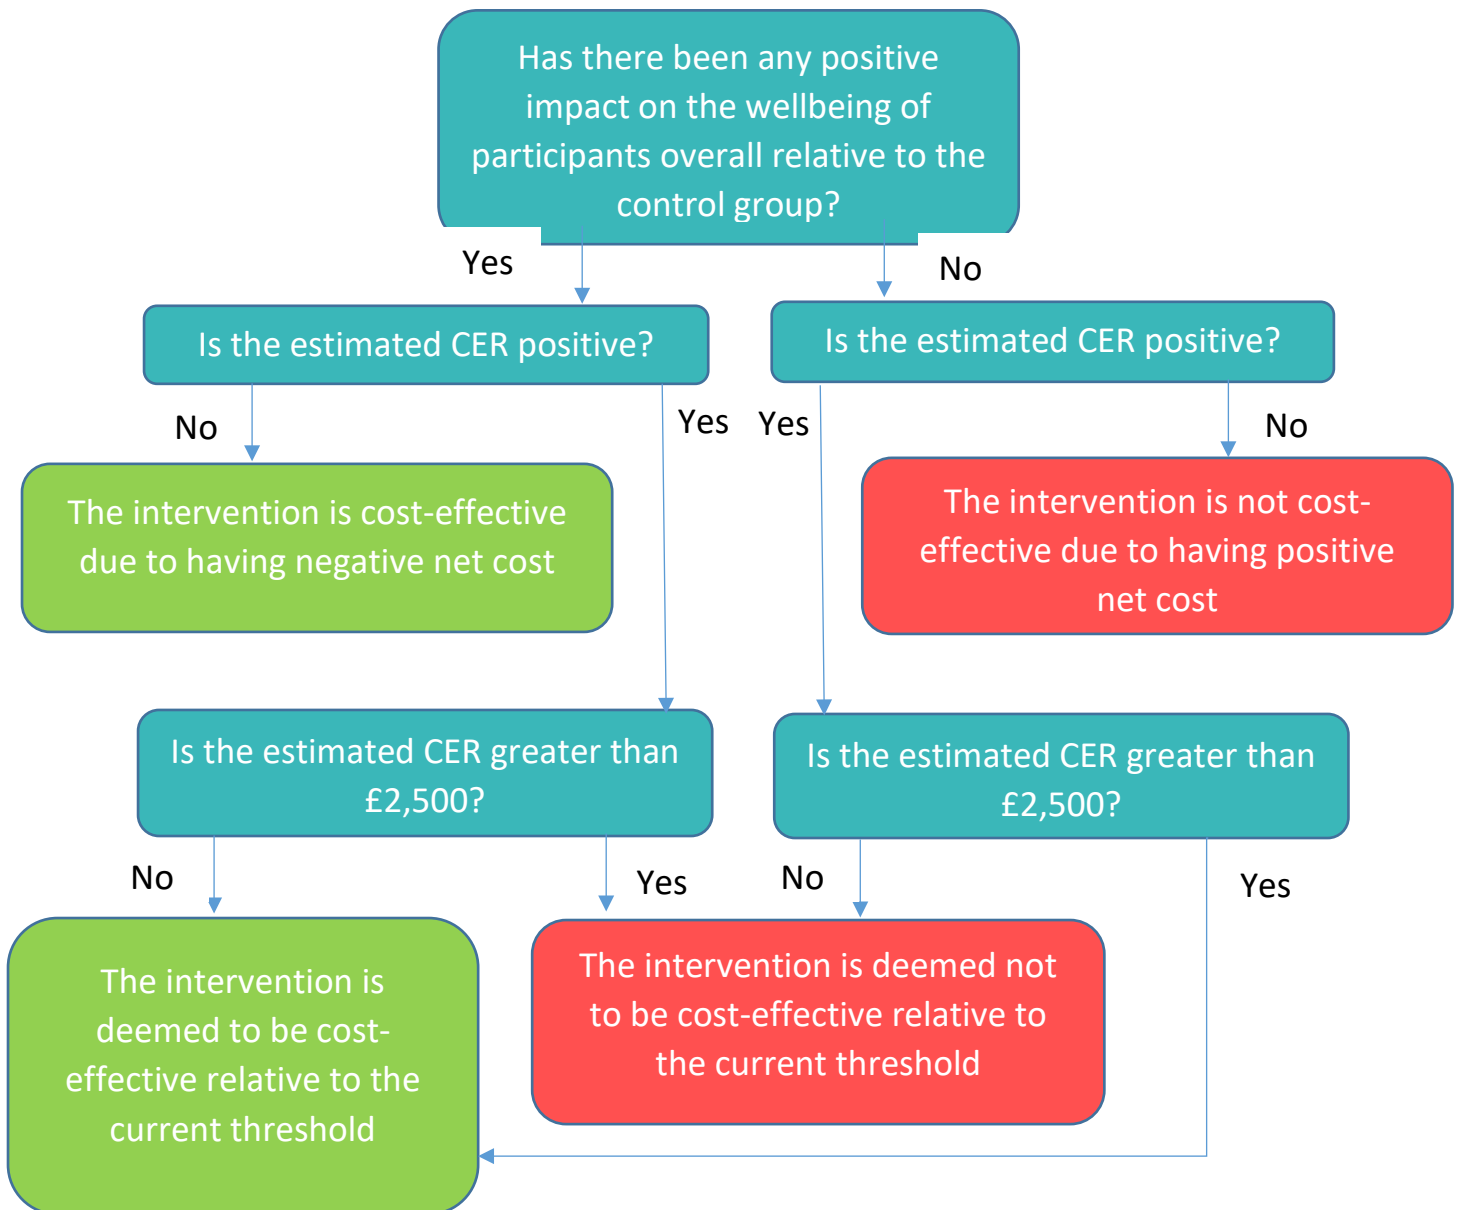 Has there been any positive
impact on the wellbeing of
participants overall relative to the
control group?
Yes
No
Is the estimated CER positive?
Is the estimated CER positive?
No
Yes
Yes
No
The intervention is cost-effective
due to having negative net cost
The intervention is not cost-
effective due to having positive
net cost
Is the estimated CER greater than
£2,500?
Is the estimated CER greater than
£2,500?
No
Yes
No
Yes
The intervention is
deemed to be cost-
effective relative to the
current threshold
The intervention is deemed not
to be cost-effective relative to
the current threshold